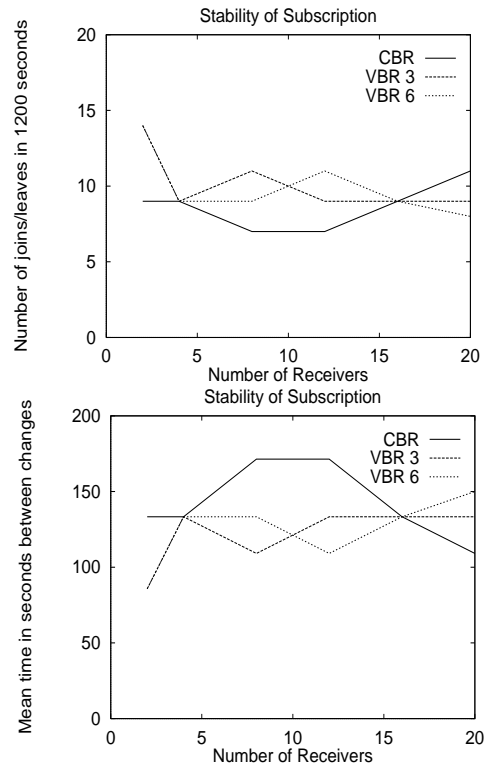 Stability of Subscription
Number of joins/leaves in 1200 seconds
20
15
10
5
0
CBR
VBR 3
VBR 6
0 5 10 15 20
Number of Receivers
Stability of Subscription
Mean time in seconds between changes
200
150
100
50
0
CBR
VBR 3
VBR 6
0 5 10 15 20
Number of Receivers